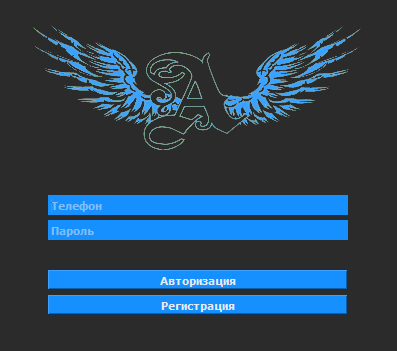 A
Телефон
Пароль
Авторизация
Регистрация